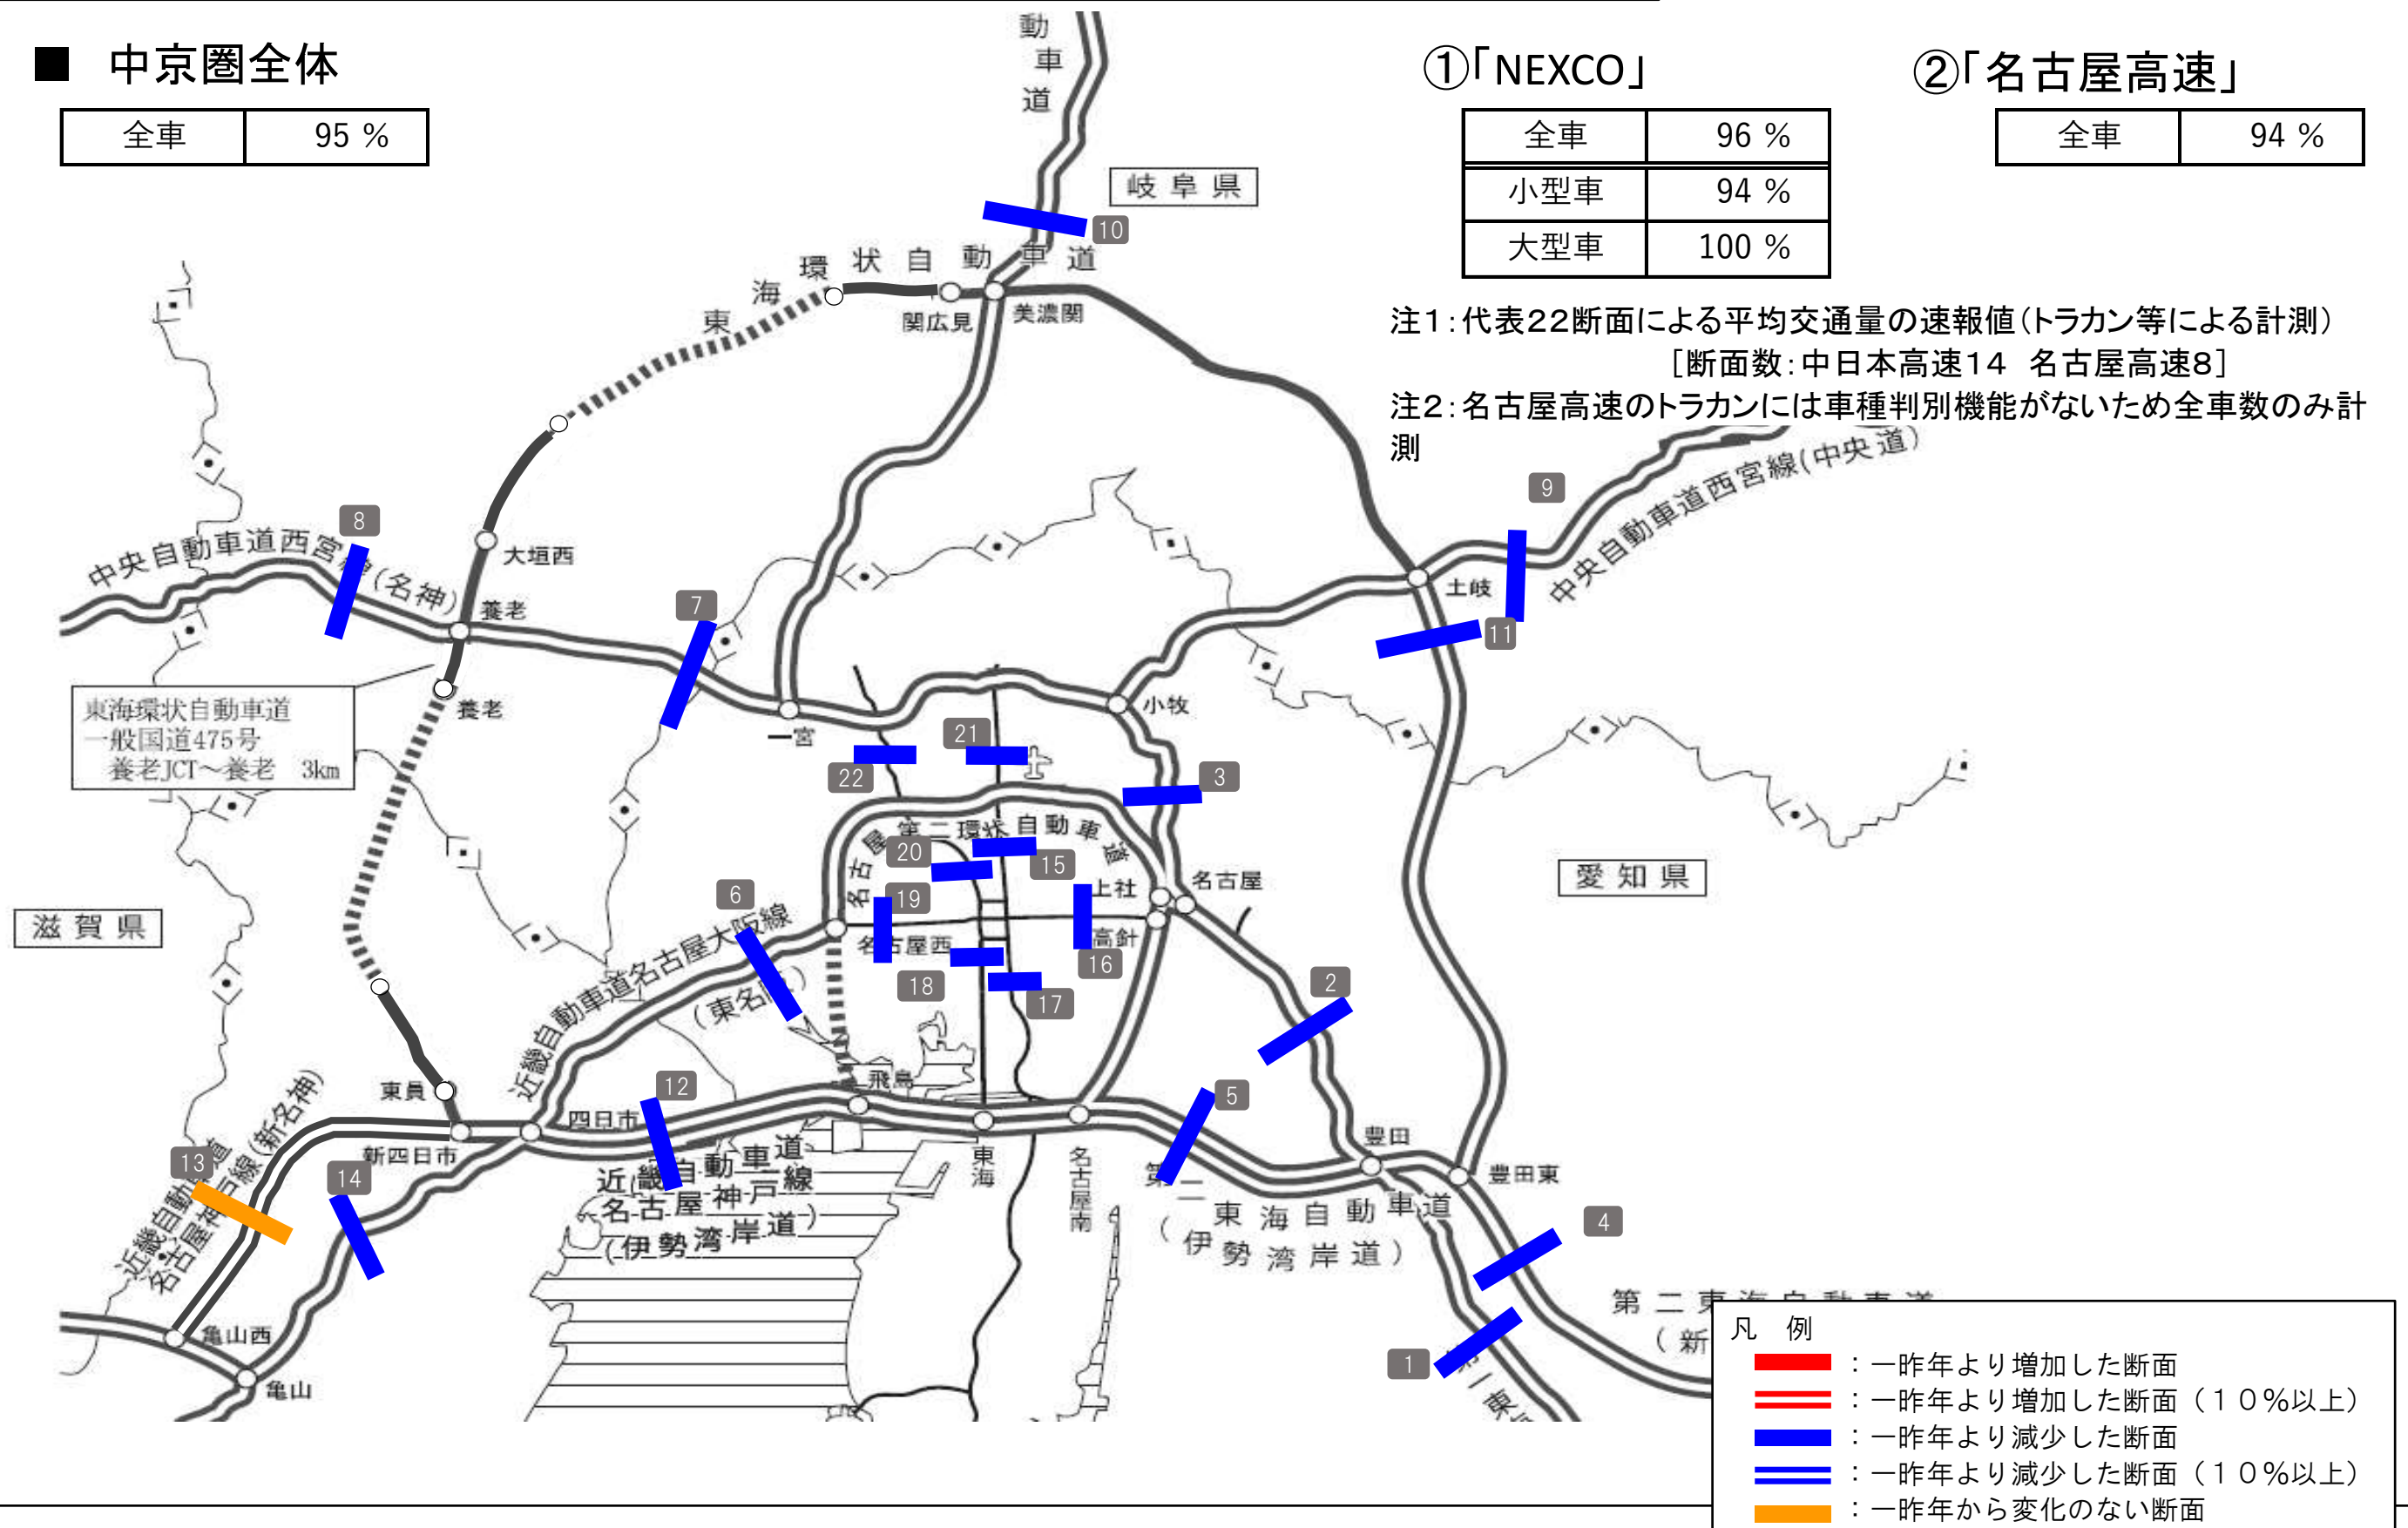 ■ 中京圏全体
全車 95 %
①「NEXCO」
全車 96 %
小型車 94 %
大型車 100 %
②「名古屋高速」
全車 94 %
注1：代表22断面による平均交通量の速報値（トラカン等による計測）
［断面数：中日本高速14 名古屋高速8］
注2：名古屋高速のトラカンには車種判別機能がないため全車数のみ計
測
動車道
岐阜県
10
東海環状自動車道
関広見
美濃関
9
中央自動車道西宮線(中央道)
8
中央自動車道西宮線(名神)
大垣西
養老
7
土岐
11
東海環状自動車道
一般国道475号
養老JCT～養老 3km
養老
一宮
小牧
21
22
3
名古屋第二環状自動車道
20
15
上社
名古屋
愛知県
19
6
滋賀県
名古屋西
高針
16
近畿自動車道名古屋大阪線
(東名阪)
18
17
2
飛島
東員
12
四日市
5
新四日市
13
14
近畿自動車道
名古屋神戸線(新名神)
近畿自動車道
名古屋神戸線
(伊勢湾岸道)
東海
名古屋南
豊田
豊田東
第二東海自動車道
(伊勢湾岸道)
4
亀山西
亀山
1
第一東
第二東海自動車道
(新
凡 例
：一昨年より増加した断面
：一昨年より増加した断面（１０％以上）
：一昨年より減少した断面
：一昨年より減少した断面（１０％以上）
：一昨年から変化のない断面